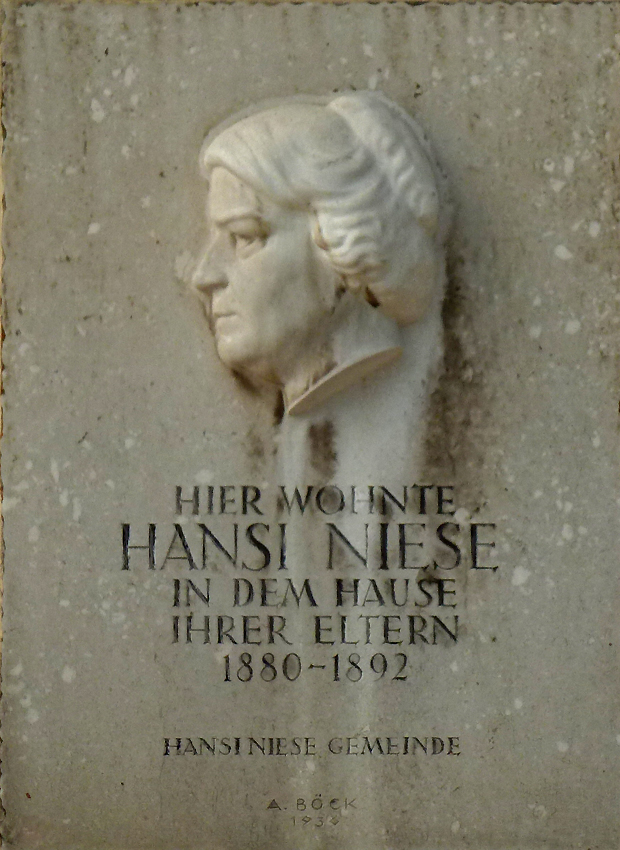 HIER WOHNTE
HANSI NIESE
IN DEM HAUSE
IHRER ELTERN
1880-1892
HANSI NIESE GEMEINDE
A. BÖCK